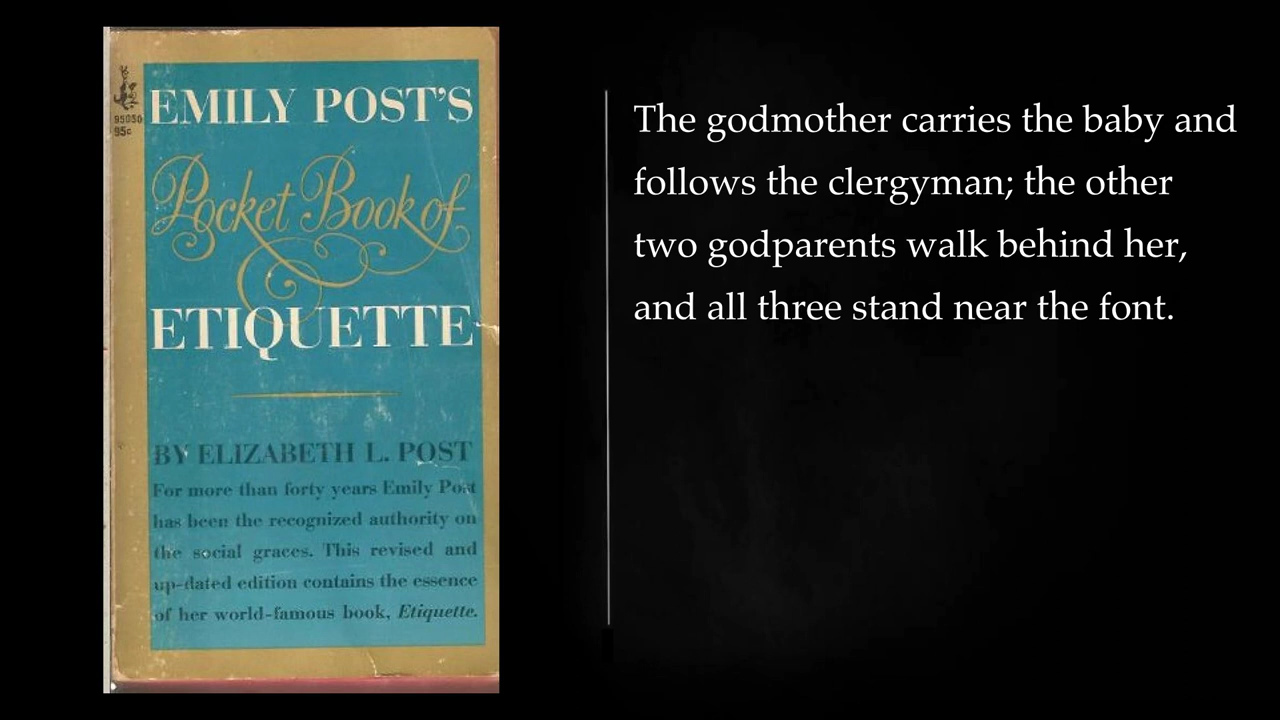 95050
95c
EMILY POST'S
Pocket Book of
ETIQUETTE
BY ELIZABETH L. POST
For more than forty years Emily Post
has been the recognized authority on
the social graces. This revised and
up-dated edition contains the essence
of her world-famous book, Etiquette.
The godmother carries the baby and
follows the clergyman; the other
two godparents walk behind her,
and all three stand near the font.